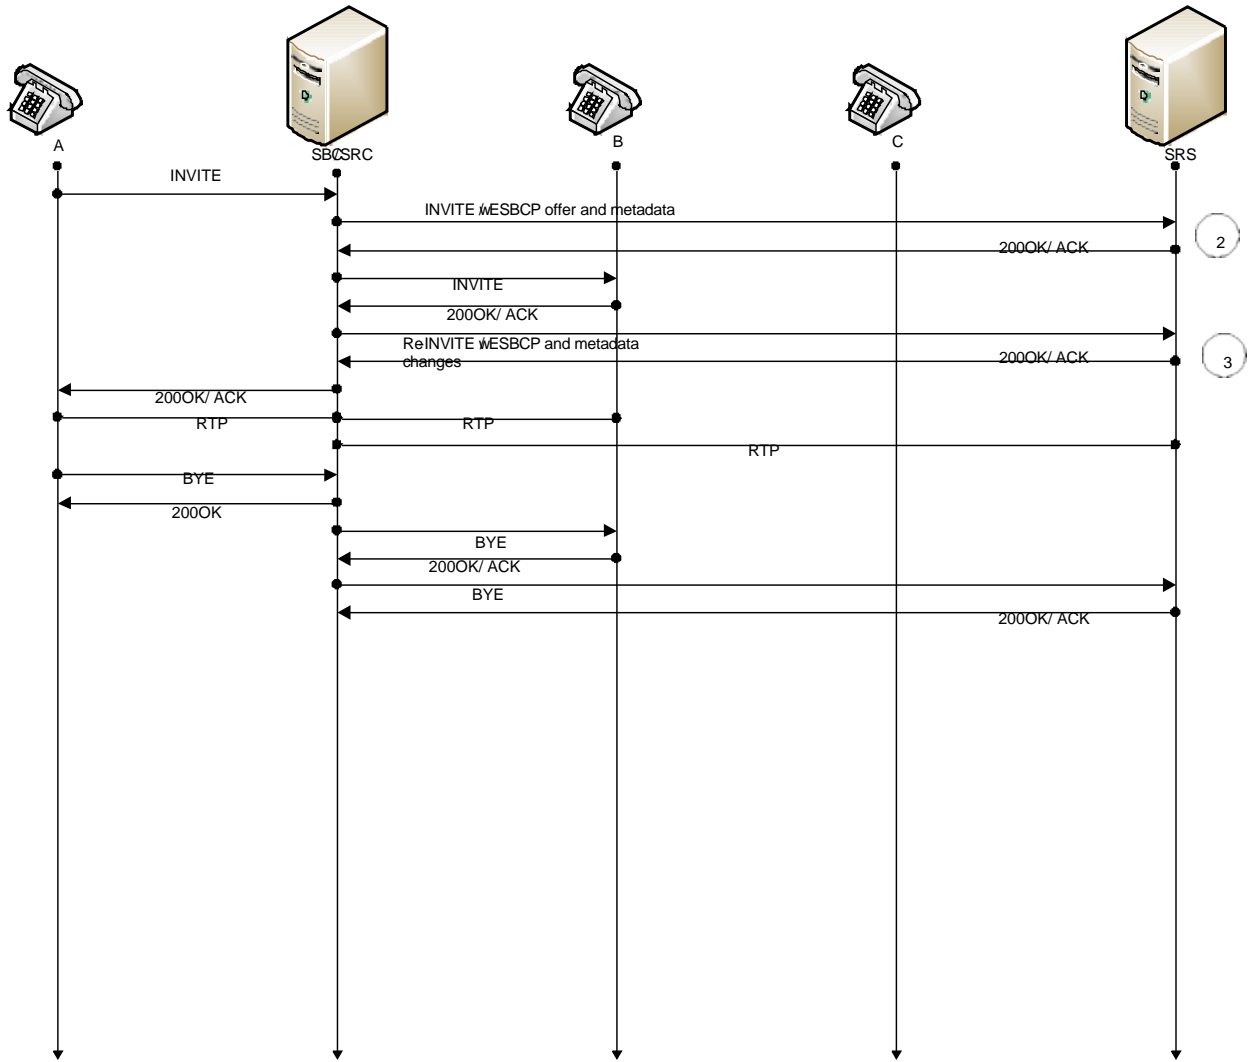 A
SBC/SRC
B
C
SRS
INVITE
INVITE w/ESBCP offer and metadata
2
200OK/ ACK
INVITE
200OK/ ACK
ReINVITE w/ESBCP and metadata
changes
200OK/ ACK
3
200OK/ ACK
RTP
RTP
RTP
BYE
200OK
BYE
200OK/ ACK
BYE
200OK/ ACK